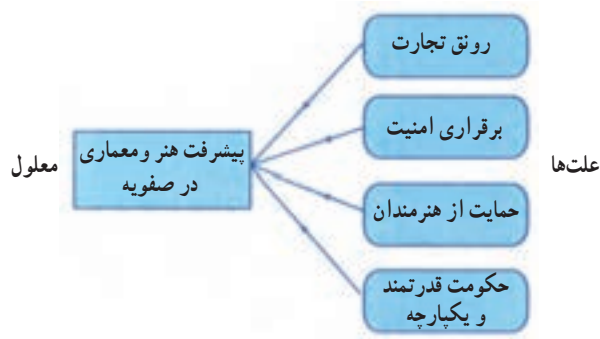 علت‌ها
رونق تجارت
برقراری امنیت
حمایت از هنرمندان
حکومت قدرتمند
و یکپارچه
پیشرفت هنر و معماری
در صفویه
معلول